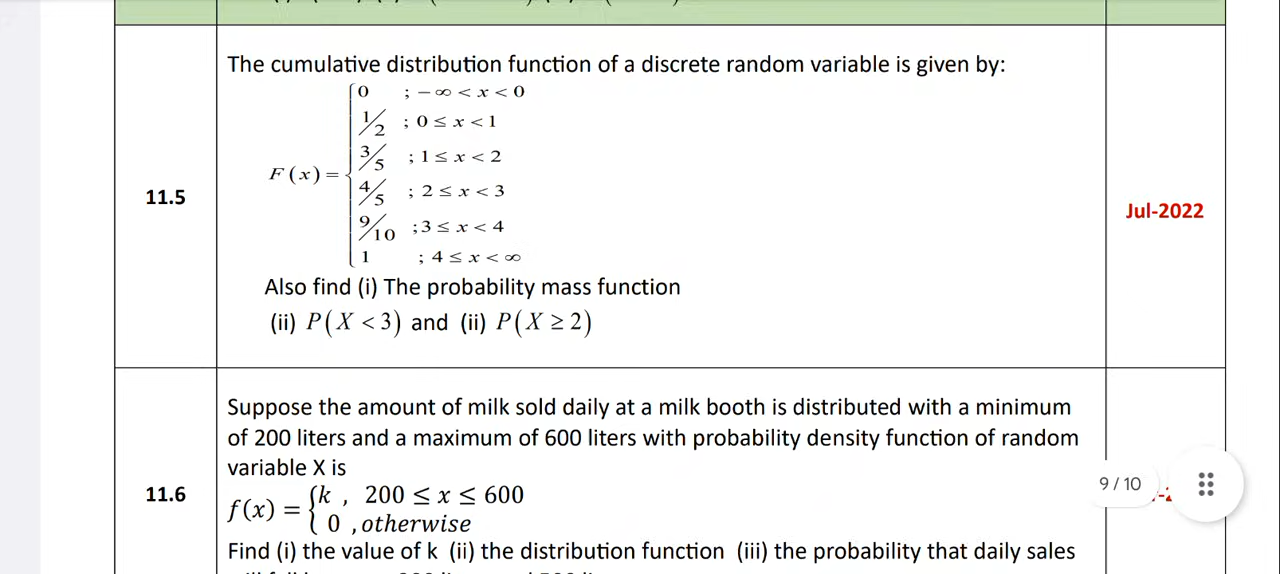 11.5
The cumulative distribution function of a discrete random variable is given by:
F(x) = {0 ; −∞ < x < 0
1/2 ; 0 ≤ x < 1
3/5 ; 1 ≤ x < 2
4/5 ; 2 ≤ x < 3
9/10 ; 3 ≤ x < 4
1 ; 4 ≤ x < ∞
Also find (i) The probability mass function
(ii) P(X < 3) and (ii) P(X ≥ 2)
Jul-2022
11.6
Suppose the amount of milk sold daily at a milk booth is distributed with a minimum
of 200 liters and a maximum of 600 liters with probability density function of random
variable X is
f(x) = {k , 200 ≤ x ≤ 600
0 , otherwise
Find (i) the value of k (ii) the distribution function (iii) the probability that daily sales
9 / 10